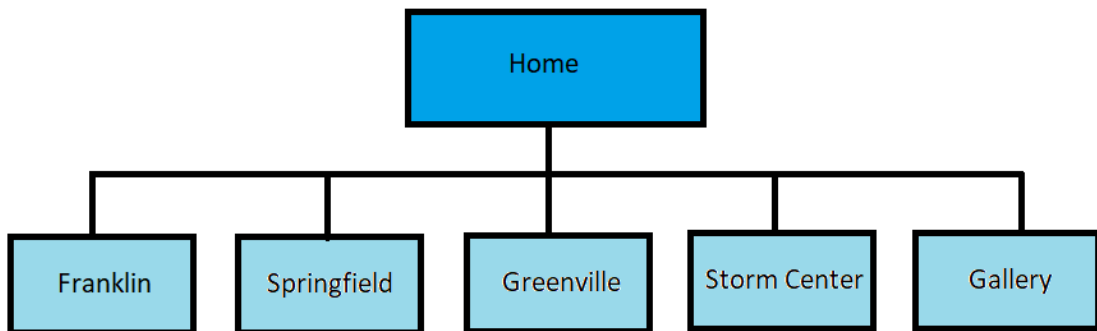 Home
Franklin
Springfield
Greenville
Storm Center
Gallery